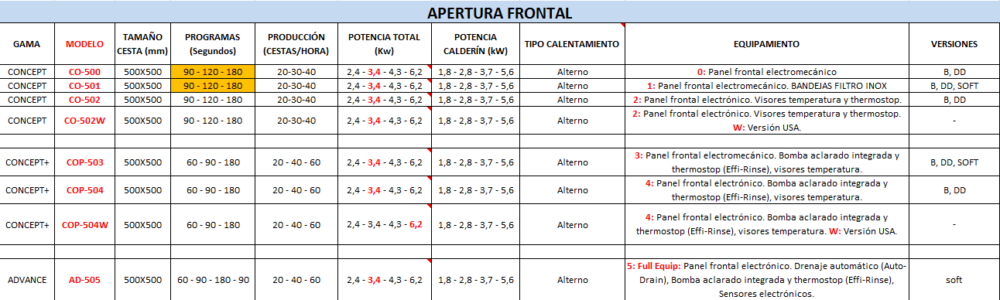 APERTURA FRONTAL
GAMA MODELO TAMAÑO CESTA (mm) PROGRAMAS (Segundos) PRODUCCIÓN (CESTAS/HORA) POTENCIA TOTAL (Kw) POTENCIA CALDERÍN (kW) TIPO CALENTAMIENTO EQUIPAMIENTO VERSIONES
CONCEPT CO-500 500X500 90 - 120 - 180 20-30-40 2,4 - 3,4 - 4,3 - 6,2 1,8 - 2,8 - 3,7 - 5,6 Alterno 0: Panel frontal electromecánico B, DD
CONCEPT CO-501 500X500 90 - 120 - 180 20-30-40 2,4 - 3,4 - 4,3 - 6,2 1,8 - 2,8 - 3,7 - 5,6 Alterno 1: Panel frontal electromecánico. BANDEJAS FILTRO INOX B, DD, SOFT
CONCEPT CO-502 500X500 90 - 120 - 180 20-30-40 2,4 - 3,4 - 4,3 - 6,2 1,8 - 2,8 - 3,7 - 5,6 Alterno 2: Panel frontal electrónico. Visores temperatura y thermostop. B, DD
CONCEPT CO-502W 500X500 90 - 120 - 180 20-30-40 2,4 - 3,4 - 4,3 - 6,2 1,8 - 2,8 - 3,7 - 5,6 Alterno 2: Panel frontal electrónico. Visores temperatura y thermostop.
W: Versión USA. -
CONCEPT+ COP-503 500X500 60 - 90 - 180 20 - 40 - 60 2,4 - 3,4 - 4,3 - 6,2 1,8 - 2,8 - 3,7 - 5,6 Alterno 3: Panel frontal electromecánico. Bomba aclarado integrada y
thermostop (Effi-Rinse), visores temperatura. B, DD, SOFT
CONCEPT+ COP-504 500X500 60 - 90 - 180 20 - 40 - 60 2,4 - 3,4 - 4,3 - 6,2 1,8 - 2,8 - 3,7 - 5,6 Alterno 4: Panel frontal electrónico. Bomba aclarado integrada y
thermostop (Effi-Rinse), visores temperatura. B, DD
CONCEPT+ COP-504W 500X500 60 - 90 - 180 20 - 40 - 60 2,4 - 3,4 - 4,3 - 6,2 1,8 - 2,8 - 3,7 - 5,6 Alterno 4: Panel frontal electrónico. Bomba aclarado integrada y
thermostop (Effi-Rinse), visores temperatura. W: Versión USA. -
ADVANCE AD-505 500X500 60 - 90 - 180 - 90 20 - 40 - 60 2,4 - 3,4 - 4,3 - 6,2 1,8 - 2,8 - 3,7 - 5,6 Alterno 5: Full Equip: Panel frontal electrónico. Drenaje automático (Auto-
Drain), Bomba aclarado integrada y thermostop (Effi-Rinse),
Sensores electrónicos. soft